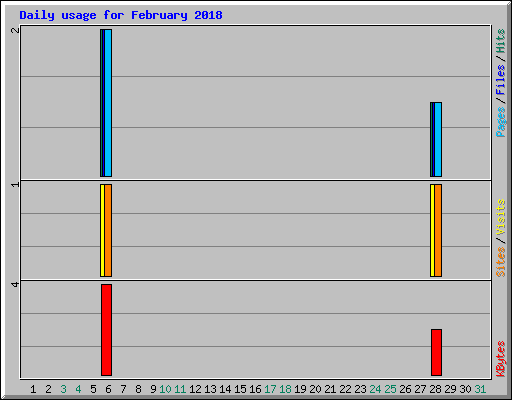 Daily usage for February 2018
2
1
4
Pages / Files / Hits
Sites / Visits
KBytes
1 2 3 4 5 6 7 8 9 10 11 12 13 14 15 16 17 18 19 20 21 22 23 24 25 26 27 28 29 30 31